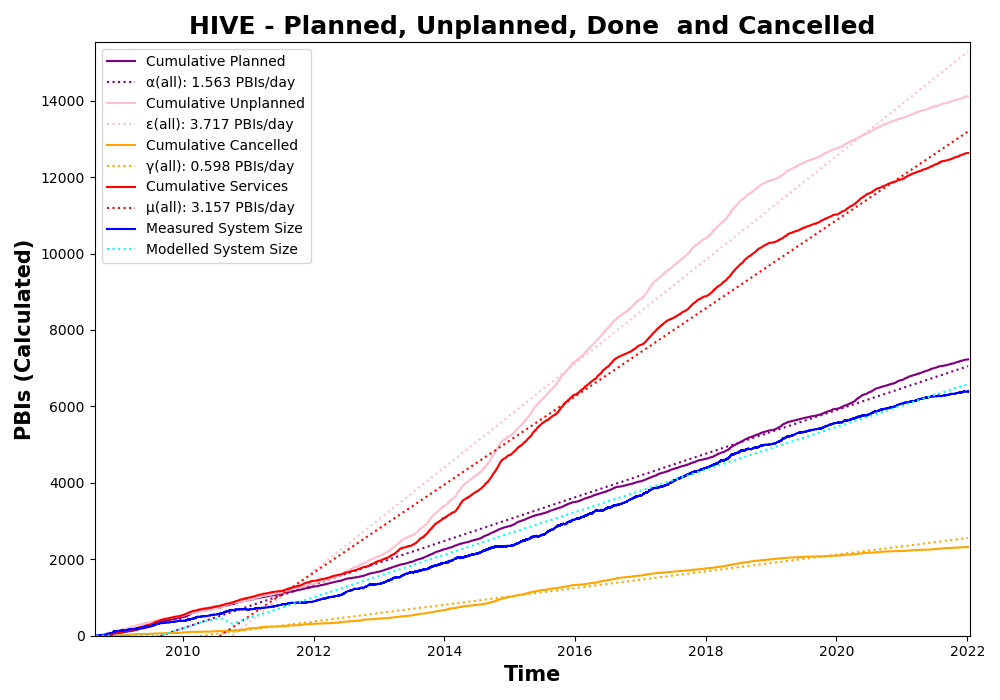 HIVE - Planned, Unplanned, Done  and Cancelled
Cumulative Planned
α(all): 1.563 PBIs/day
Cumulative Unplanned
ε(all): 3.717 PBIs/day
Cumulative Cancelled
γ(all): 0.598 PBIs/day
Cumulative Services
μ(all): 3.157 PBIs/day
Measured System Size
Modelled System Size
PBIs (Calculated)
14000
12000
10000
8000
6000
4000
2000
0
2010 2012 2014 2016 2018 2020 2022
Time